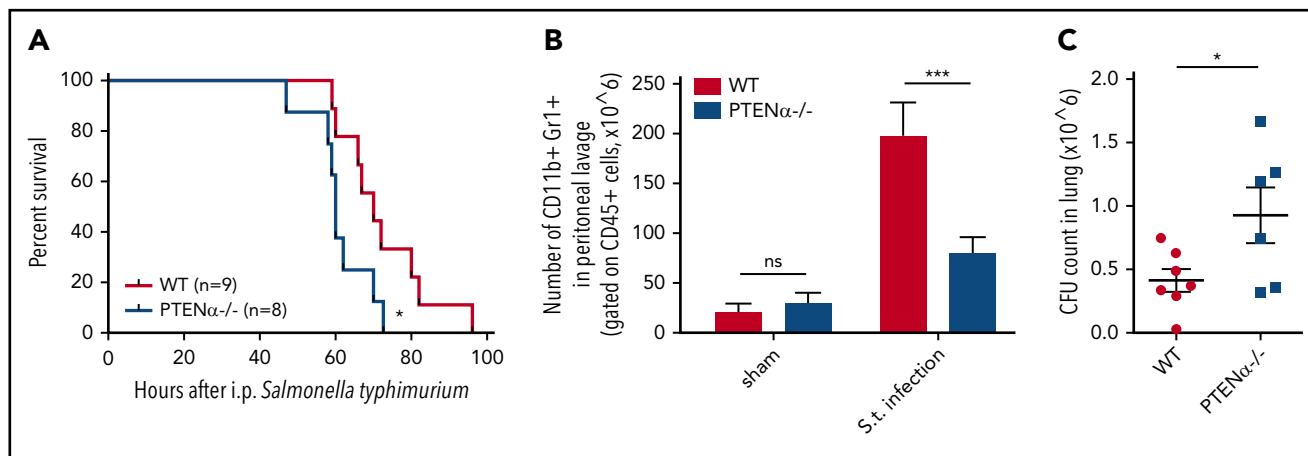 A
Percent survival
100
80
60
40
20
0
WT (n=9)
PTENα-/- (n=8)
*
0 20 40 60 80 100
Hours after i.p. Salmonella typhimurium
B
Number of CD11b+ Gr1+
in peritoneal lavage
(gated on CD45+ cells, x10^6)
250
200
150
100
50
0
WT
PTENα-/-
ns
***
sham
S.t. infection
C
CFU count in lung (x10^6)
2.0
1.5
1.0
0.5
0.0
*
WT
PTENα-/-